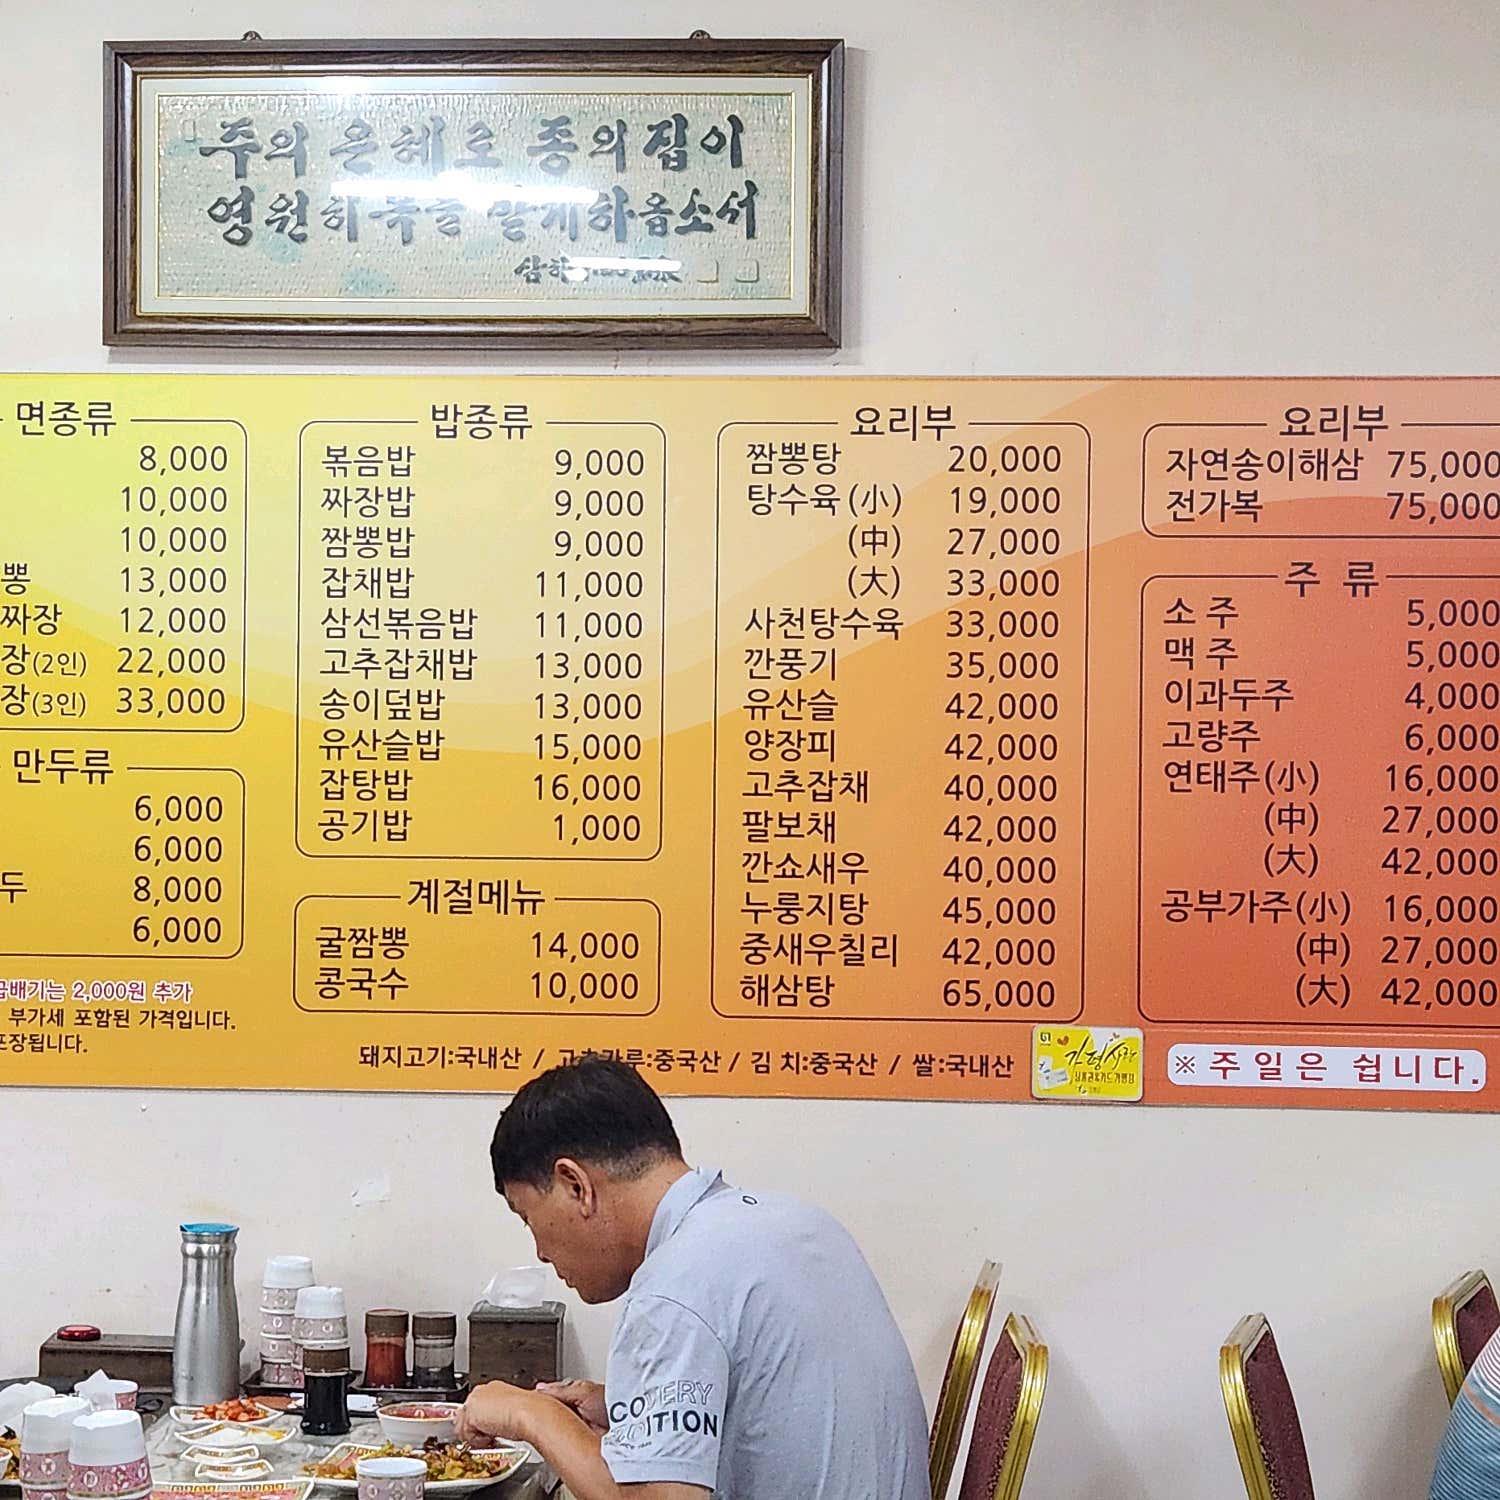 주의 은혜로 종의 집이
영원히 복을 받게 하옵소서
면종류
8,000
10,000
10,000
뽕 13,000
짜장 12,000
장(2인) 22,000
장(3인) 33,000
만두류
6,000
6,000
두 8,000
6,000
곱배기는 2,000원 추가
부가세 포함된 가격입니다.
포장됩니다.
밥종류
볶음밥 9,000
짜장밥 9,000
짬뽕밥 9,000
잡채밥 11,000
삼선볶음밥 11,000
고추잡채밥 13,000
송이덮밥 13,000
유산슬밥 15,000
잡탕밥 16,000
공기밥 1,000
계절메뉴
굴짬뽕 14,000
콩국수 10,000
요리부
짬뽕탕 20,000
탕수육(小) 19,000
(中) 27,000
(大) 33,000
사천탕수육 33,000
깐풍기 35,000
유산슬 42,000
양장피 42,000
고추잡채 40,000
팔보채 42,000
깐쇼새우 40,000
누룽지탕 45,000
중새우칠리 42,000
해삼탕 65,000
요리부
자연송이해삼 75,000
전가복 75,000
주 류
소 주 5,000
맥 주 5,000
이과두주 4,000
고량주 6,000
연태주(小) 16,000
(中) 27,000
(大) 42,000
공부가주(小) 16,000
(中) 27,000
(大) 42,000
돼지고기:국내산 / 고추가루:중국산 / 김 치:중국산 / 쌀:국내산
가평사랑
※ 주일은 쉽니다.